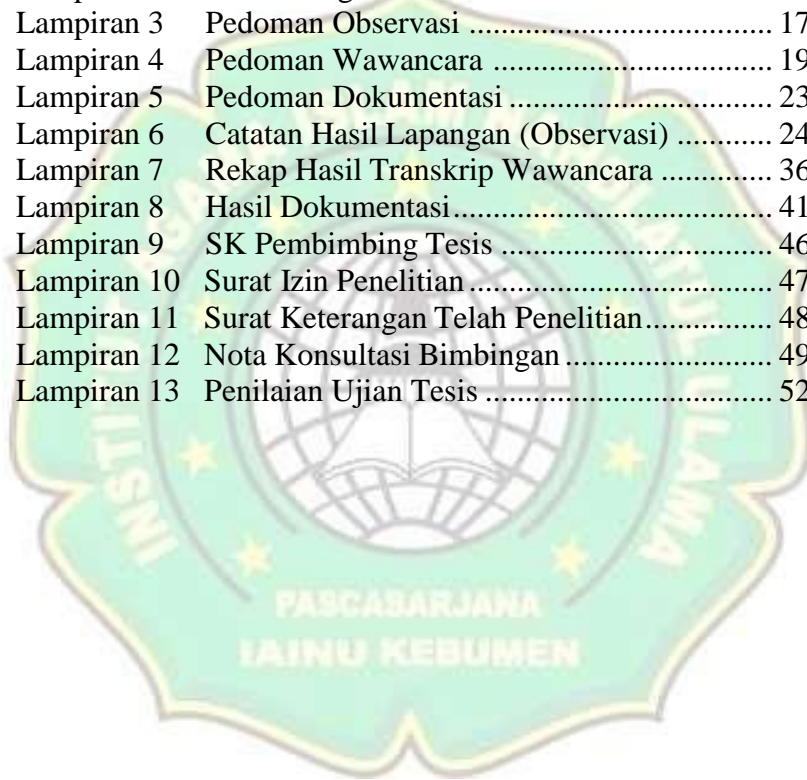 Lampiran 3 Pedoman Observasi ........................................ 17
Lampiran 4 Pedoman Wawancara ..................................... 19
Lampiran 5 Pedoman Dokumentasi .................................. 23
Lampiran 6 Catatan Hasil Lapangan (Observasi) ............ 24
Lampiran 7 Rekap Hasil Transkrip Wawancara ............. 36
Lampiran 8 Hasil Dokumentasi .......................................... 41
Lampiran 9 SK Pembimbing Tesis .................................... 46
Lampiran 10 Surat Izin Penelitian ........................................ 47
Lampiran 11 Surat Keterangan Telah Penelitian ................ 48
Lampiran 12 Nota Konsultasi Bimbingan ........................... 49
Lampiran 13 Penilaian Ujian Tesis ...................................... 52
ULAMA
PASCASARJANA
IAINU KEBUMEN